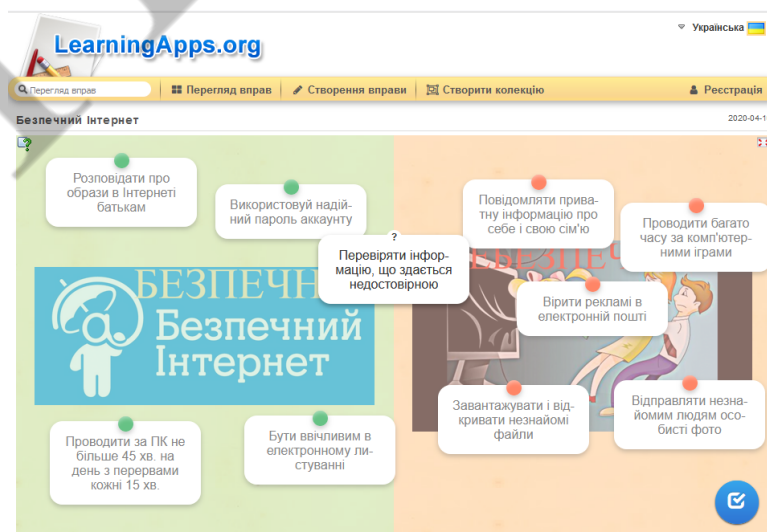 Українська
LearningApps.org
Перегляд вправ
Перегляд вправ
Створення вправи
Створити колекцію
Реєстрація
Безпечний Інтернет
Розповідати про
образи в Інтернеті
батькам
Використовуй надій-
ний пароль аккаунту
?
Перевіряти інфор-
мацію, що здається
недостовірною
Повідомляти прива-
тну інформацію про
себе і свою сім'ю
Проводити багато
часу за комп'ютер-
ними іграми
Вірити рекламі в
електронній пошті
Безпечний
Інтернет
Проводити за ПК не
більше 45 хв. на
день з перервами
кожні 15 хв.
Бути ввічливим в
електронному ли-
стуванні
Завантажувати і від-
кривати незнайомі
файли
Відправляти незна-
йомим людям осо-
бисті фото